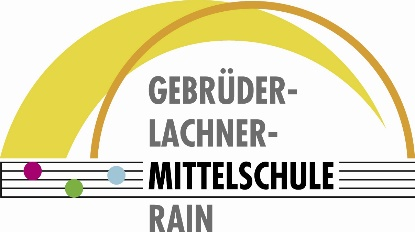 GEBRÜDER-
LACHNER-
MITTELSCHULE
RAIN